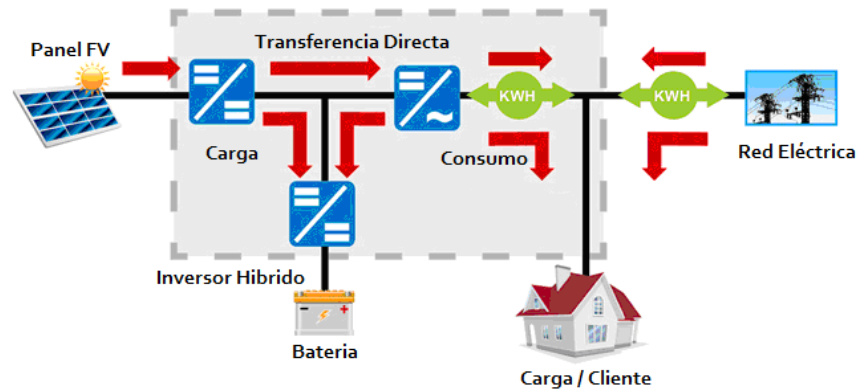 Panel FV
Transferencia Directa
KWH
KWH
Carga
Consumo
Red Eléctrica
Inversor Hibrido
Bateria
Carga / Cliente